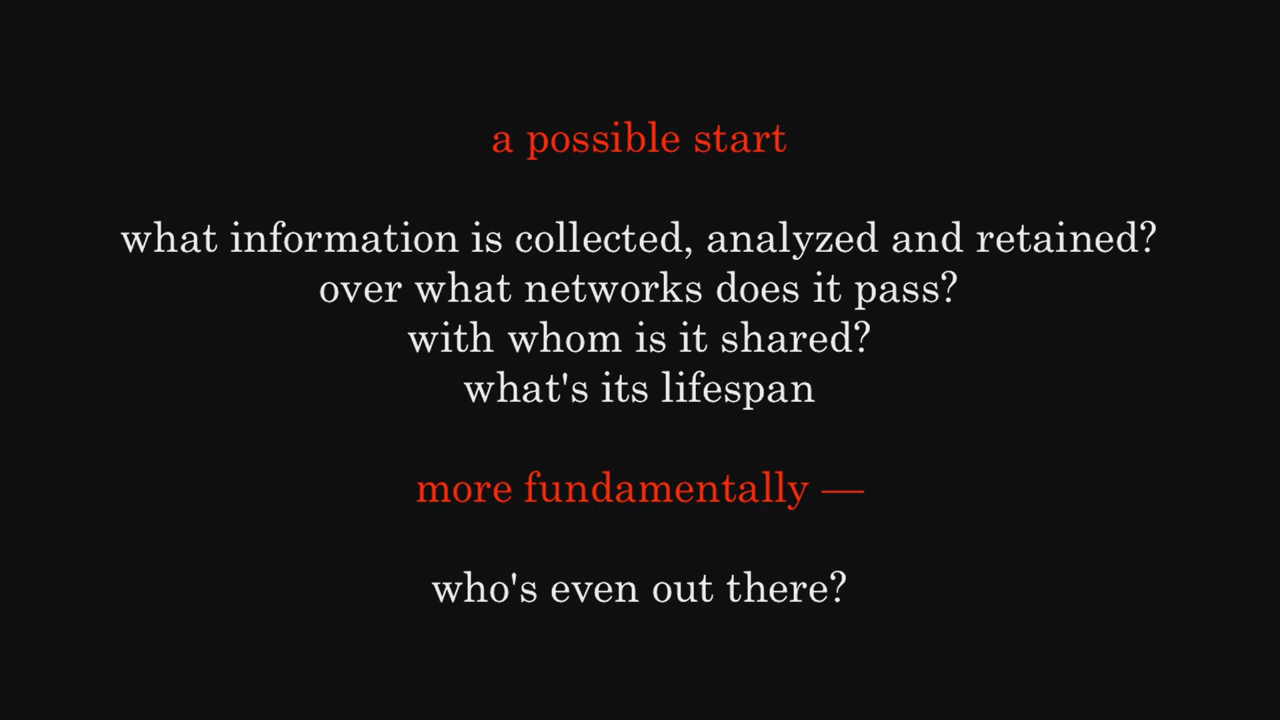 a possible start
what information is collected, analyzed and retained?
over what networks does it pass?
with whom is it shared?
what's its lifespan
more fundamentally —
who's even out there?